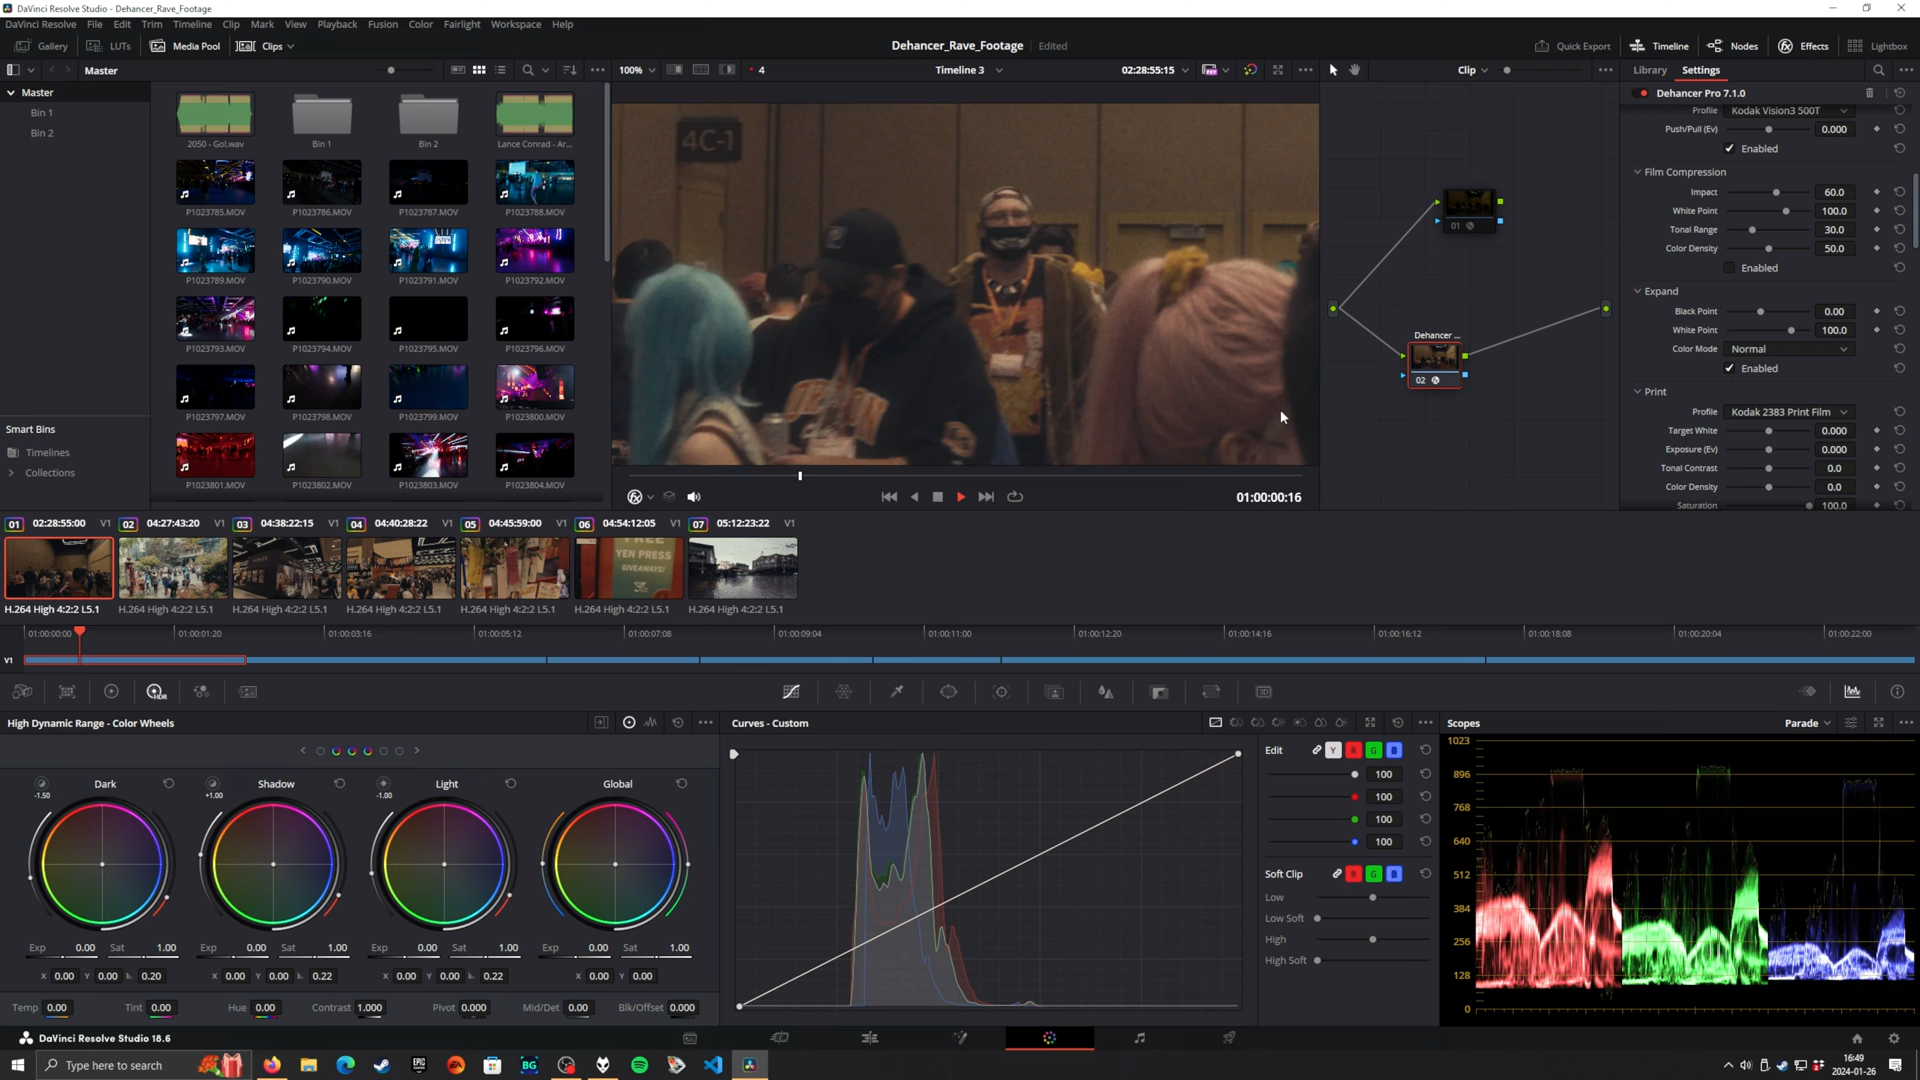 DaVinci Resolve Studio - Dehancer_Rave_Footage
DaVinci Resolve File Edit Trim Timeline Clip Mark View Playback Fusion Color Fairlight Workspace Help
Gallery LUTs Media Pool Clips
Dehancer_Rave_Footage Edited
Quick Export Timeline Nodes Effects Lightbox
Master
100% 4 Timeline 3 02:28:55:15
Clip
Library Settings
Master
Bin 1
Bin 2
Smart Bins
Timelines
Collections
2050 - Go!.wav Bin 1 Bin 2 Lance Conrad - Ar...
P1023785.MOV P1023786.MOV P1023787.MOV P1023788.MOV
P1023789.MOV P1023790.MOV P1023791.MOV P1023792.MOV
P1023793.MOV P1023794.MOV P1023795.MOV P1023796.MOV
P1023797.MOV P1023798.MOV P1023799.MOV P1023800.MOV
P1023801.MOV P1023802.MOV P1023803.MOV P1023804.MOV
4C-1
01:00:00:16
01
Dehancer ...
02
Dehancer Pro 7.1.0
Profile Kodak Vision3 500T
Push/Pull (Ev) 0.000
Enabled
Film Compression
Impact 60.0
White Point 100.0
Tonal Range 30.0
Color Density 50.0
Enabled
Expand
Black Point 0.00
White Point 100.0
Color Mode Normal
Enabled
Print
Profile Kodak 2383 Print Film
Target White 0.000
Exposure (Ev) 0.000
Tonal Contrast 0.0
Color Density 0.0
Saturation 100.0
01 02:28:55:00 V1 02 04:27:43:20 V1 03 04:38:22:15 V1 04 04:40:28:22 V1 05 04:45:59:00 V1 06 04:54:12:05 V1 07 05:12:23:22 V1
FREE
YEN PRESS
GIVEAWAYS!
H.264 High 4:2:2 L5.1 H.264 High 4:2:2 L5.1 H.264 High 4:2:2 L5.1 H.264 High 4:2:2 L5.1 H.264 High 4:2:2 L5.1 H.264 High 4:2:2 L5.1 H.264 High 4:2:2 L5.1
01:00:00:00 01:00:01:20 01:00:03:16 01:00:05:12 01:00:07:08 01:00:09:04 01:00:11:00 01:00:12:20 01:00:14:16 01:00:16:12 01:00:18:08 01:00:20:04 01:00:22:00
V1
High Dynamic Range - Color Wheels
Dark Shadow Light Global
-1.50 +1.00 -1.00
Exp 0.00 Sat 1.00 Exp 0.00 Sat 1.00 Exp 0.00 Sat 1.00 Exp 0.00 Sat 1.00
X 0.00 Y 0.00 0.20 X 0.00 Y 0.00 0.22 X 0.00 Y 0.00 0.22 X 0.00 Y 0.00
Temp 0.00 Tint 0.00 Hue 0.00 Contrast 1.000 Pivot 0.000 Mid/Det 0.00 Blk/Offset 0.000
Curves - Custom
Edit Y R G B
100
100
100
100
Soft Clip R G B
Low
Low Soft
High
High Soft
Scopes Parade
1023
896
768
640
512
384
256
128
0
DaVinci Resolve Studio 18.6
Type here to search
16:49
2024-01-26